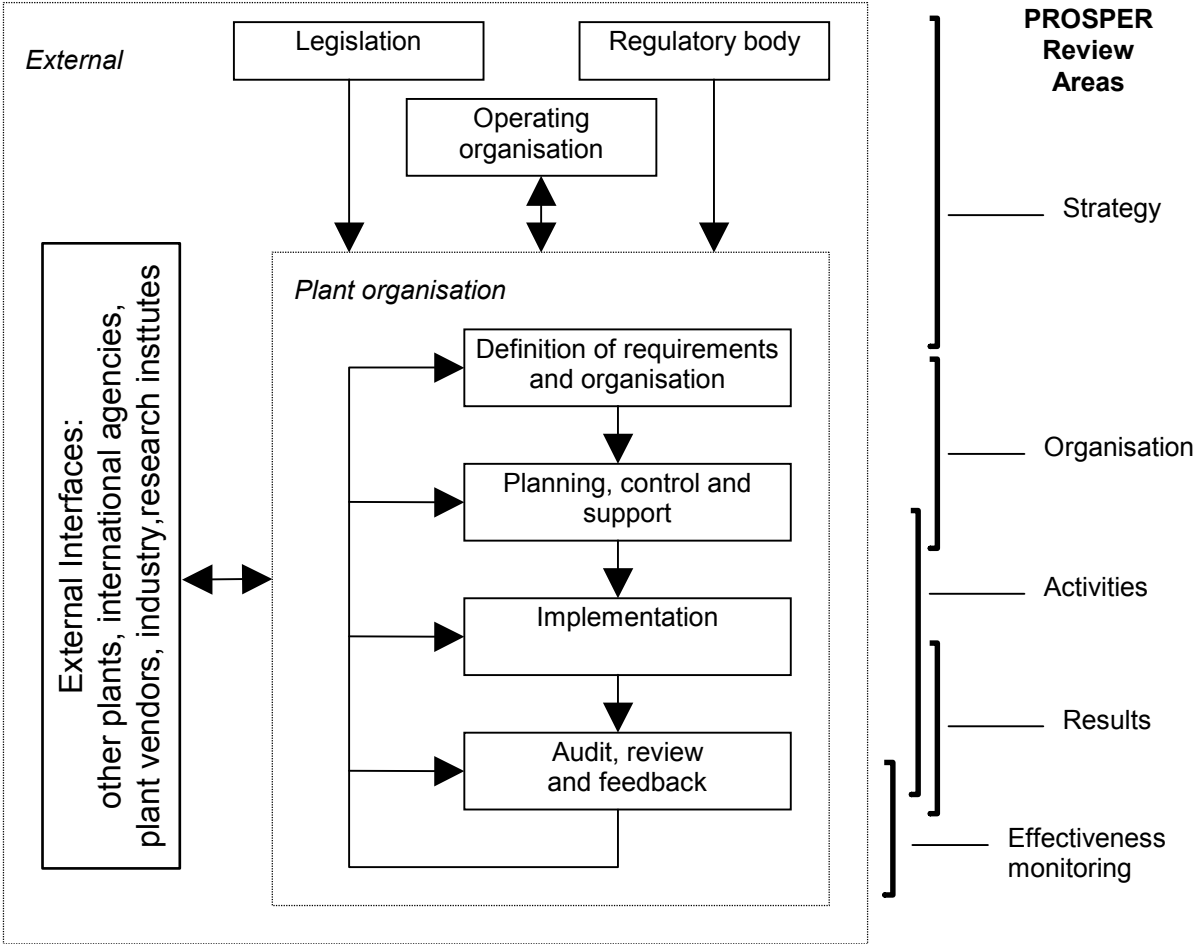 External
Legislation
Regulatory body
Operating
organisation
PROSPER
Review
Areas
Strategy
External Interfaces:
other plants, international agencies,
plant vendors, industry,research insttutes
Plant organisation
Definition of requirements
and organisation
Planning, control and
support
Implementation
Audit, review
and feedback
Organisation
Activities
Results
Effectiveness
monitoring